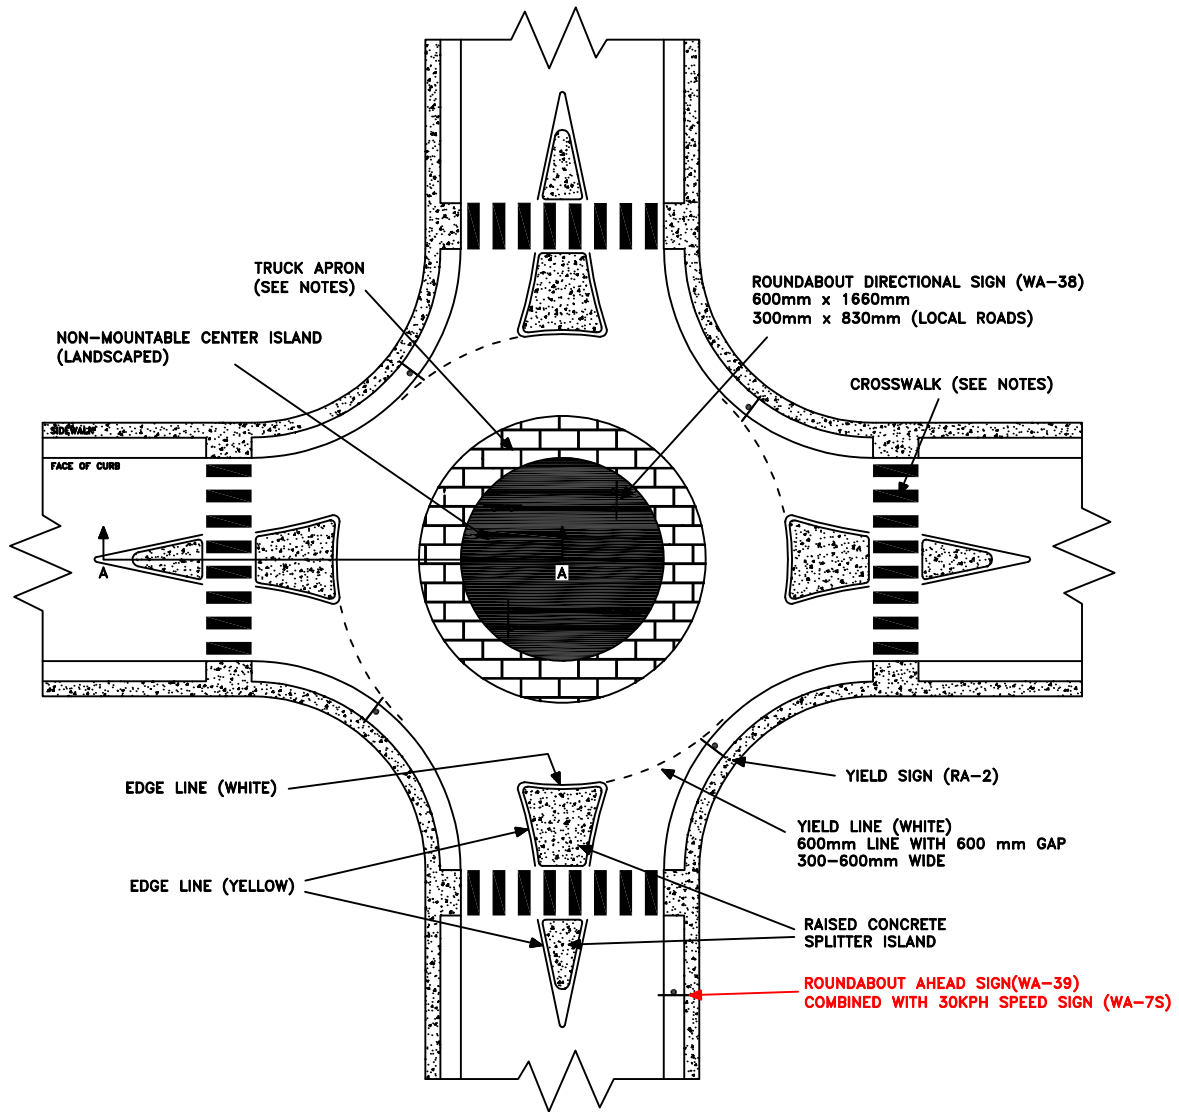 TRUCK APRON
(SEE NOTES)
ROUNDABOUT DIRECTIONAL SIGN (WA-38)
600mm x 1660mm
300mm x 830mm (LOCAL ROADS)
NON-MOUNTABLE CENTER ISLAND
(LANDSCAPED)
CROSSWALK (SEE NOTES)
SIDEWALK
FACE OF CURB
A
A
EDGE LINE (WHITE)
YIELD SIGN (RA-2)
YIELD LINE (WHITE)
600mm LINE WITH 600 mm GAP
300-600mm WIDE
EDGE LINE (YELLOW)
RAISED CONCRETE
SPLITTER ISLAND
ROUNDABOUT AHEAD SIGN(WA-39)
COMBINED WITH 30KPH SPEED SIGN (WA-7S)